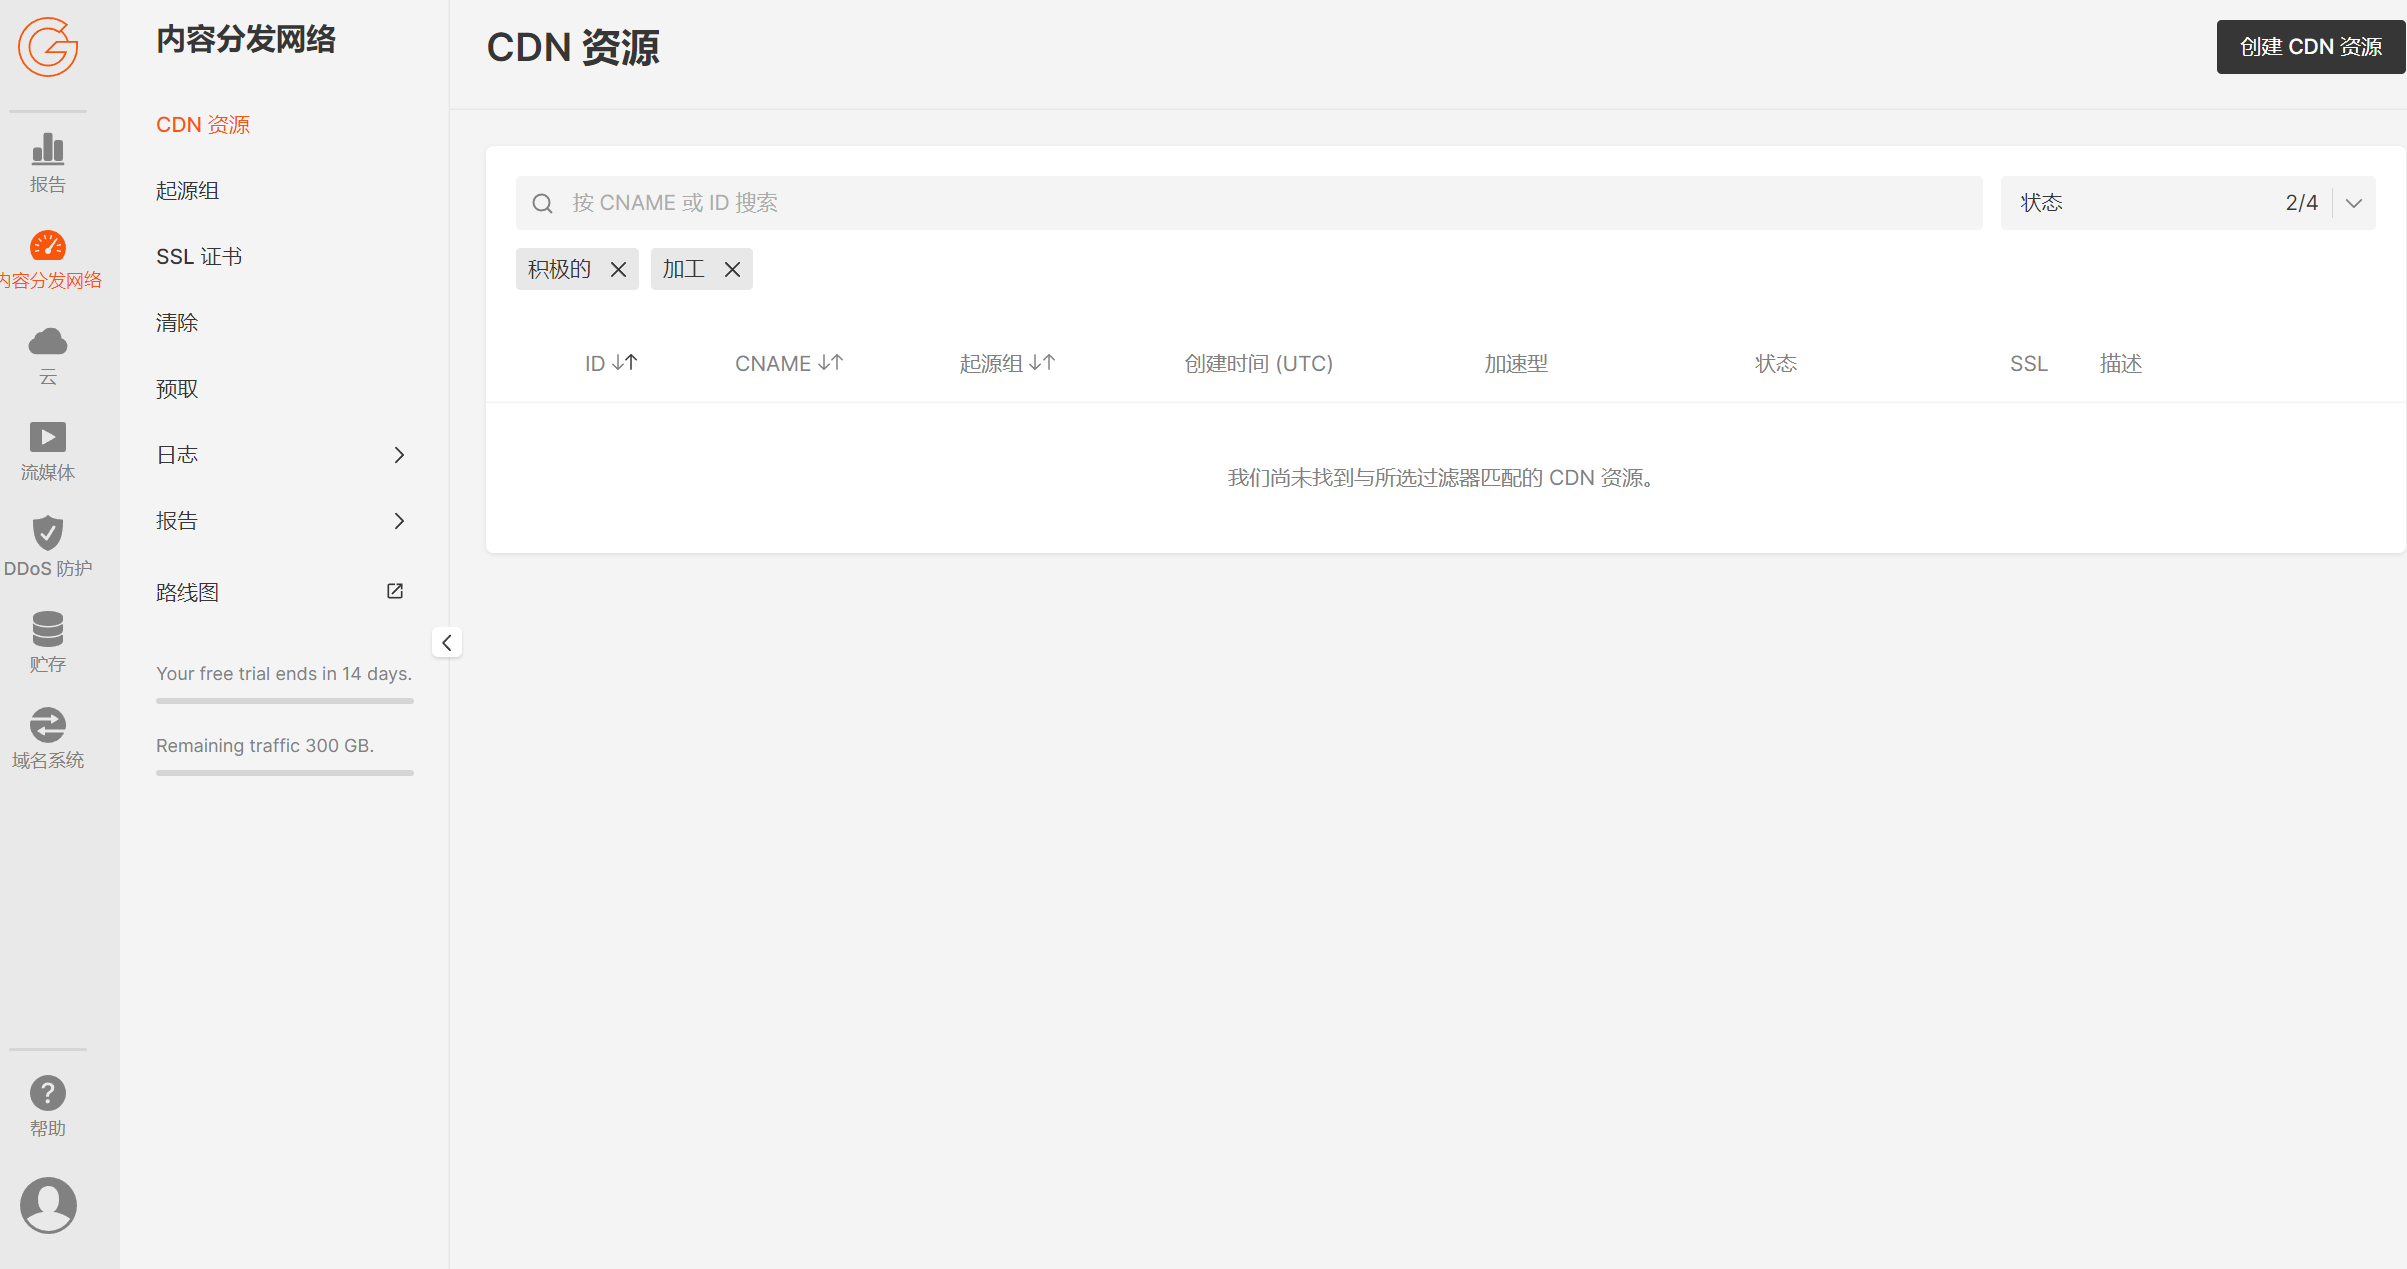 报告
内容分发网络
云
流媒体
DDoS 防护
贮存
域名系统
帮助
内容分发网络
CDN 资源
起源组
SSL 证书
清除
预取
日志
报告
路线图
Your free trial ends in 14 days.
Remaining traffic 300 GB.
CDN 资源
创建 CDN 资源
按 CNAME 或 ID 搜索
状态 2/4
积极的 加工
ID CNAME 起源组 创建时间 (UTC) 加速型 状态 SSL 描述
我们尚未找到与所选过滤器匹配的 CDN 资源。